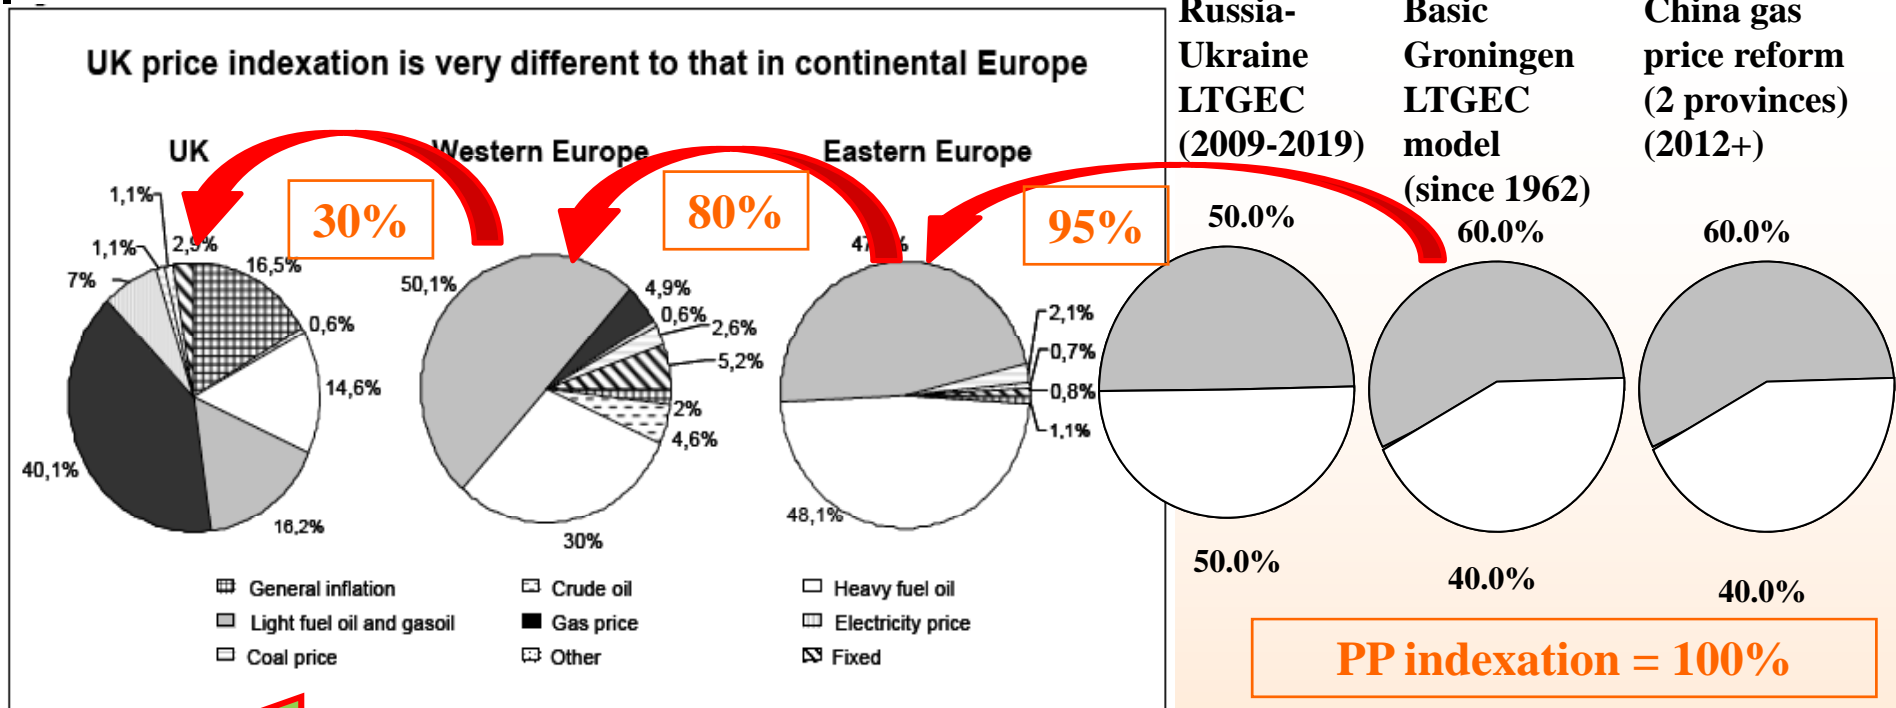 UK price indexation is very different to that in continental Europe
UK
Western Europe
Eastern Europe
30%
80%
95%
1,1%
1,1%
7%
2,9%
16,5%
0,6%
14,6%
16,2%
40,1%
50,1%
4,9%
0,6%
2,6%
5,2%
2%
4,6%
30%
2,1%
0,7%
0,8%
1,1%
48,1%
General inflation
Crude oil
Heavy fuel oil
Light fuel oil and gasoil
Gas price
Electricity price
Coal price
Other
Fixed
Russia-
Ukraine
LTGEC
(2009-2019)
50.0%
50.0%
Basic
Groningen
LTGEC
model
(since 1962)
60.0%
40.0%
China gas
price reform
(2 provinces)
(2012+)
60.0%
40.0%
PP indexation = 100%